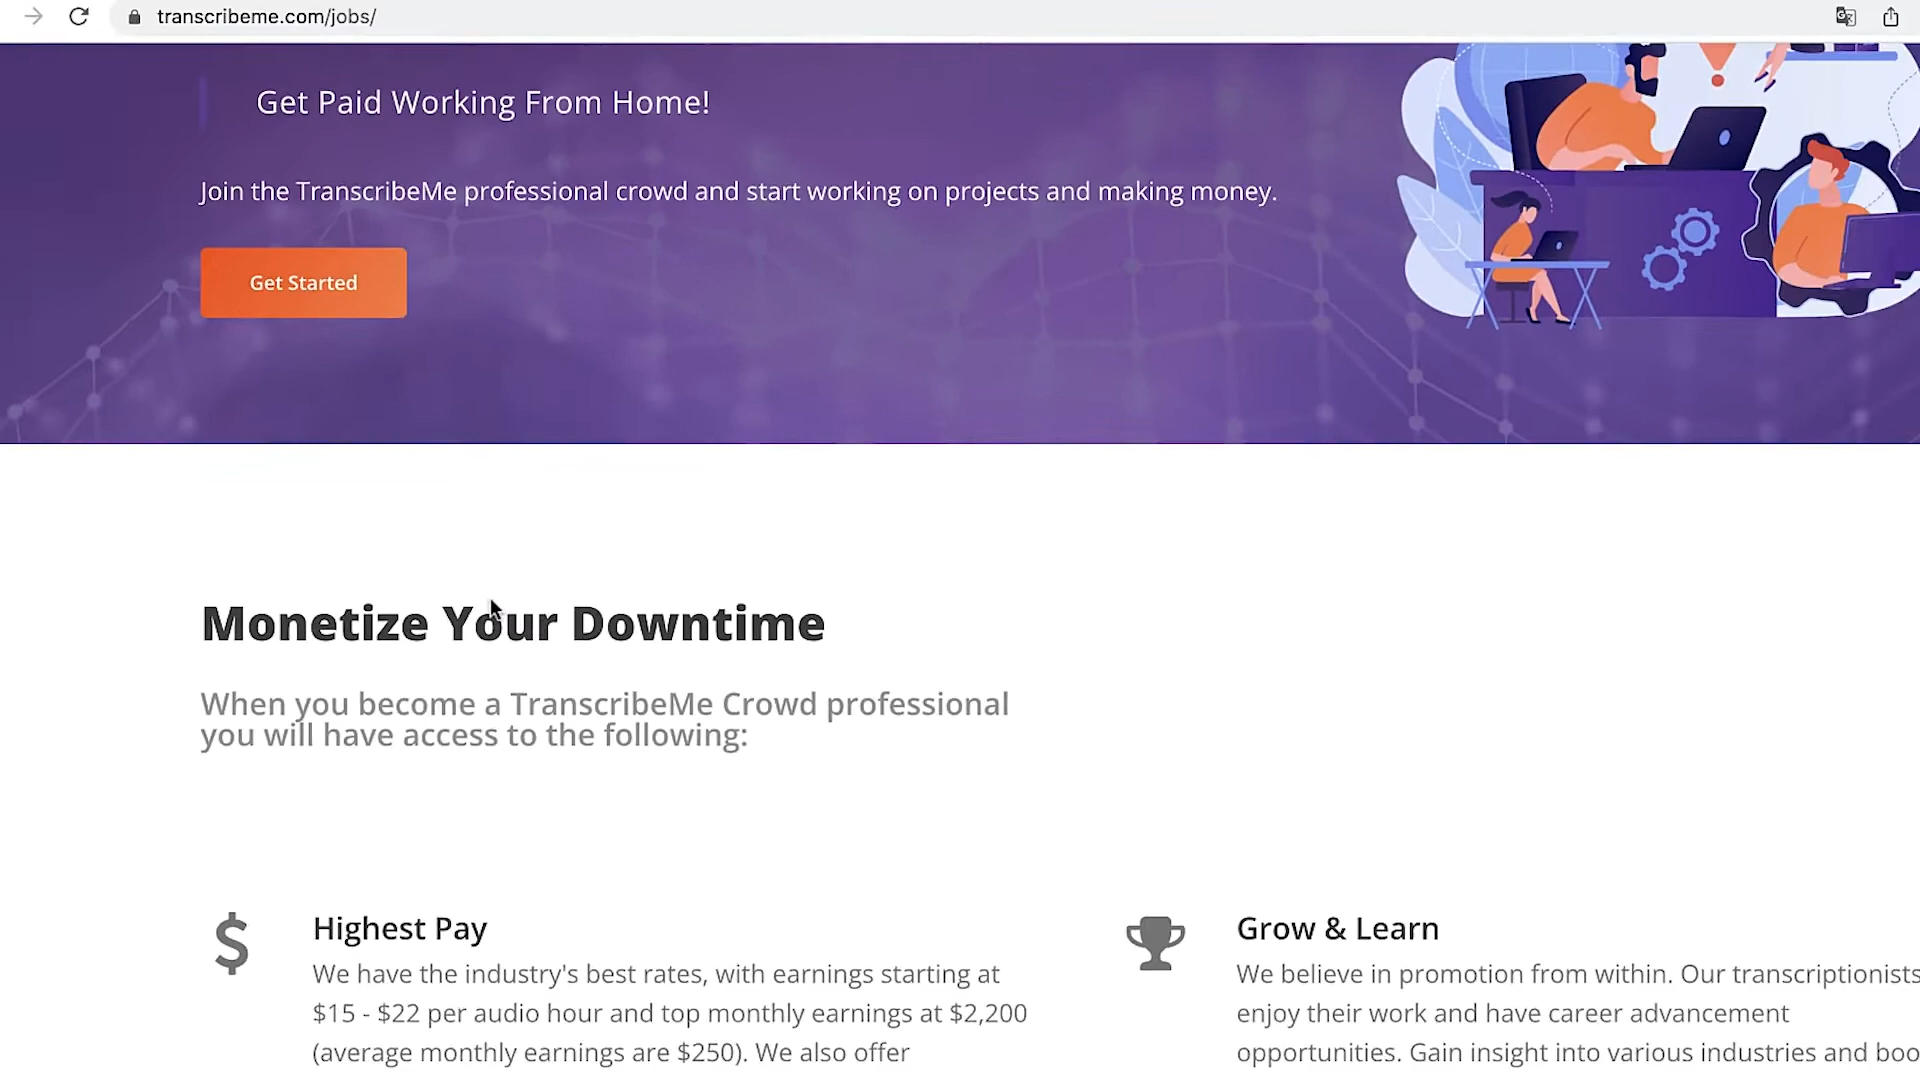 transcribeme.com/jobs/
Get Paid Working From Home!
Join the TranscribeMe professional crowd and start working on projects and making money.
Get Started
Monetize Your Downtime
When you become a TranscribeMe Crowd professional
you will have access to the following:
Highest Pay
We have the industry's best rates, with earnings starting at
$15 - $22 per audio hour and top monthly earnings at $2,200
(average monthly earnings are $250). We also offer
Grow & Learn
We believe in promotion from within. Our transcriptionists
enjoy their work and have career advancement
opportunities. Gain insight into various industries and boo